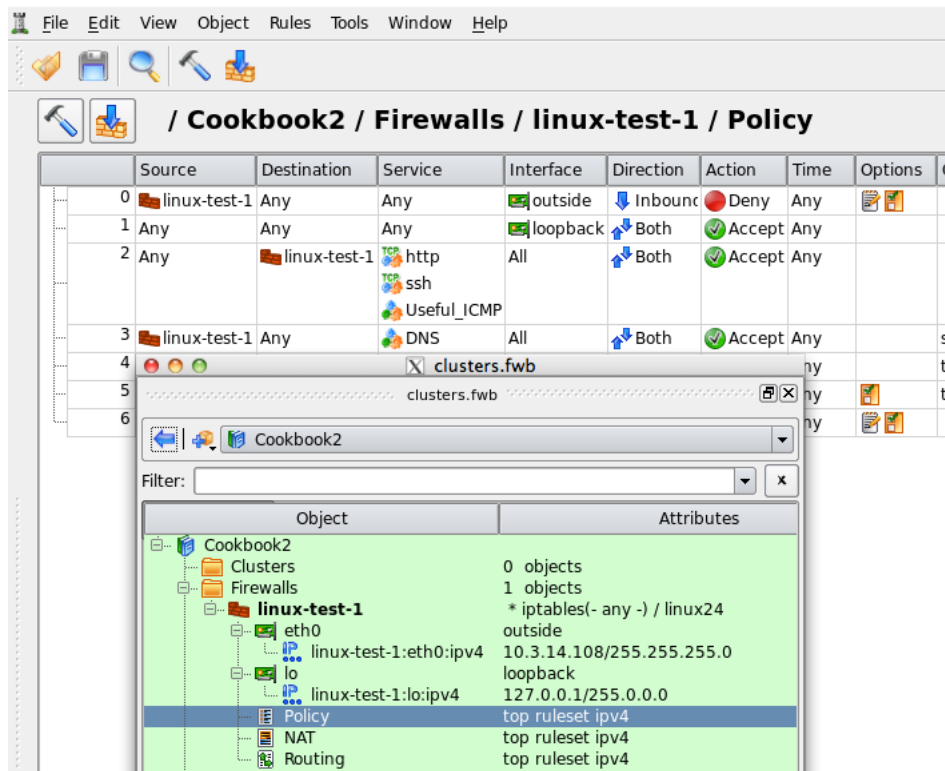 File Edit View Object Rules Tools Window Help
/ Cookbook2 / Firewalls / linux-test-1 / Policy
Source Destination Service Interface Direction Action Time Options
0 linux-test-1 Any Any outside Inbound Deny Any
1 Any Any Any loopback Both Accept Any
2 Any linux-test-1 http All Both Accept Any
ssh
Useful_ICMP
3 linux-test-1 Any DNS All Both Accept Any
4
5
6
clusters.fwb
clusters.fwb
Cookbook2
Filter:
Object Attributes
Cookbook2
Clusters 0 objects
Firewalls 1 objects
linux-test-1 * iptables(- any -) / linux24
eth0 outside
linux-test-1:eth0:ipv4 10.3.14.108/255.255.255.0
lo loopback
linux-test-1:lo:ipv4 127.0.0.1/255.0.0.0
Policy top ruleset ipv4
NAT top ruleset ipv4
Routing top ruleset ipv4